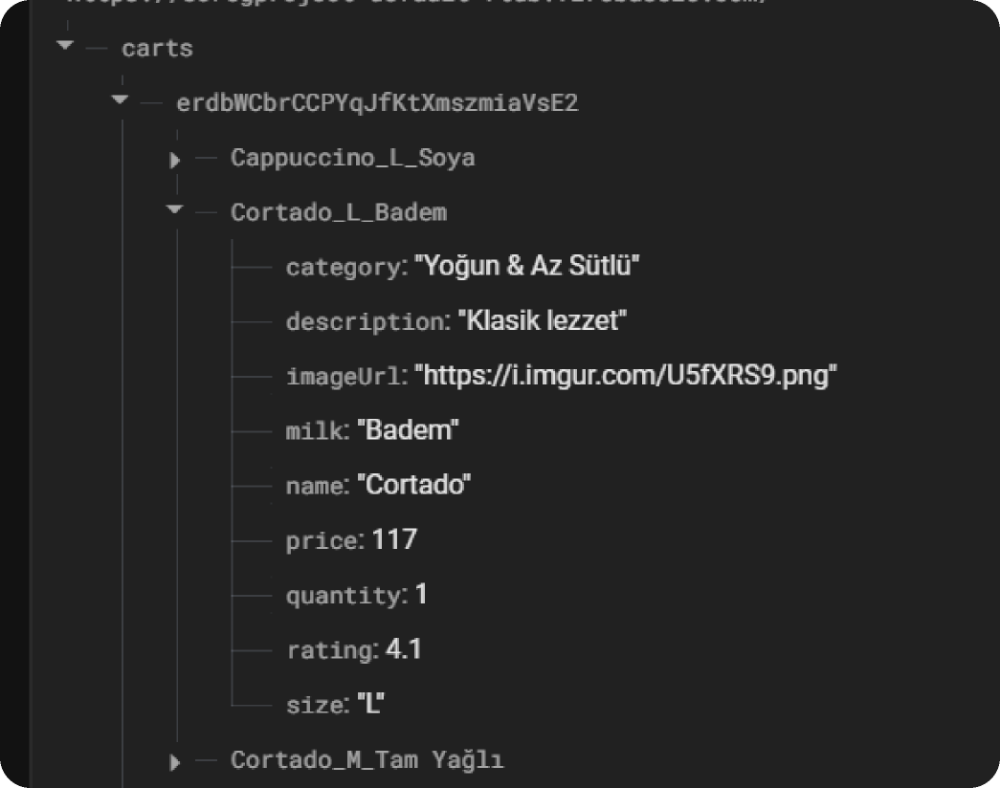 carts
erdbWCbrCCPYqJfKtXmszmiaVsE2
Cappuccino_L_Soya
Cortado_L_Badem
category: "Yoğun & Az Sütlü"
description: "Klasik lezzet"
imageUrl: "https://i.imgur.com/U5fXRS9.png"
milk: "Badem"
name: "Cortado"
price: 117
quantity: 1
rating: 4.1
size: "L"
Cortado_M_Tam Yağlı